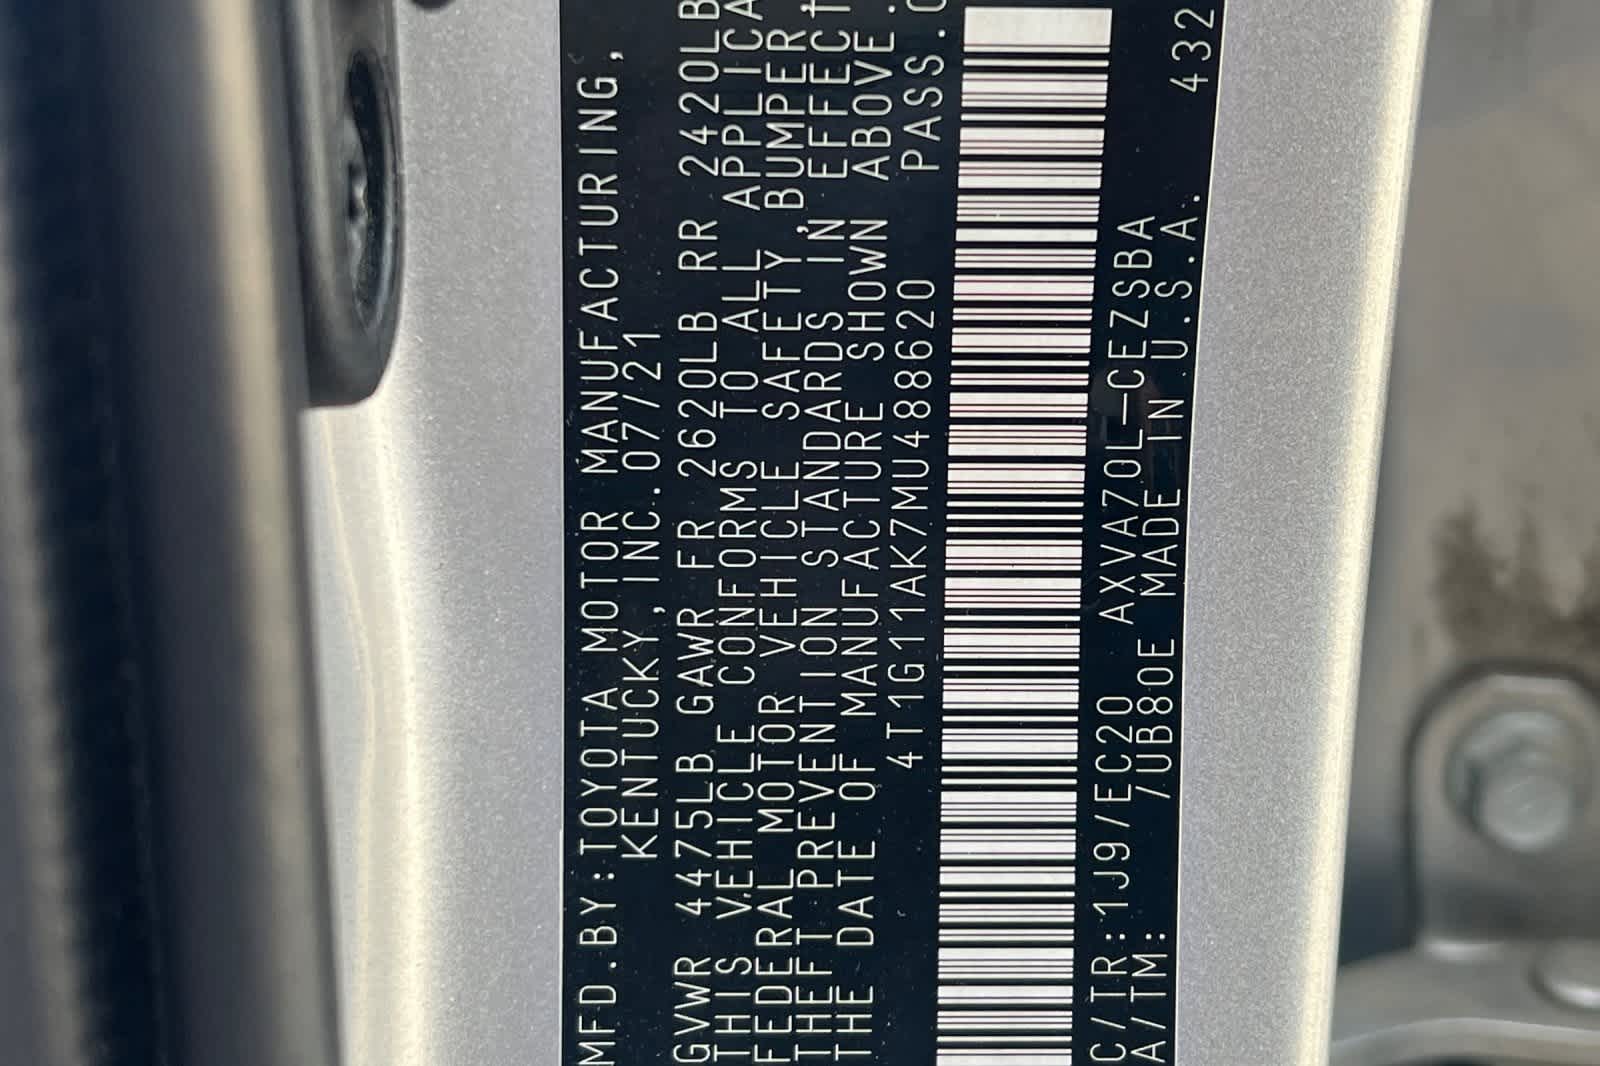 MFD.BY:TOYOTA MOTOR MANUFACTURING,
KENTUCKY,INC.07/21
GVWR 4475LB GAWR FR 2620LB RR 2420LB
THIS VEHICLE CONFORMS TO ALL APPLICA
FEDERAL MOTOR VEHICLE SAFETY,BUMPER
THEFT PREVENTION STANDARDS IN EFFECT
THE DATE OF MANUFACTURE SHOWN ABOVE.
4T1G11AK7MU488620 PASS.
C/TR:1J9/EC20 AXVA70L-CEZSBA
A/TM: /UB80E MADE IN U.S.A. 432